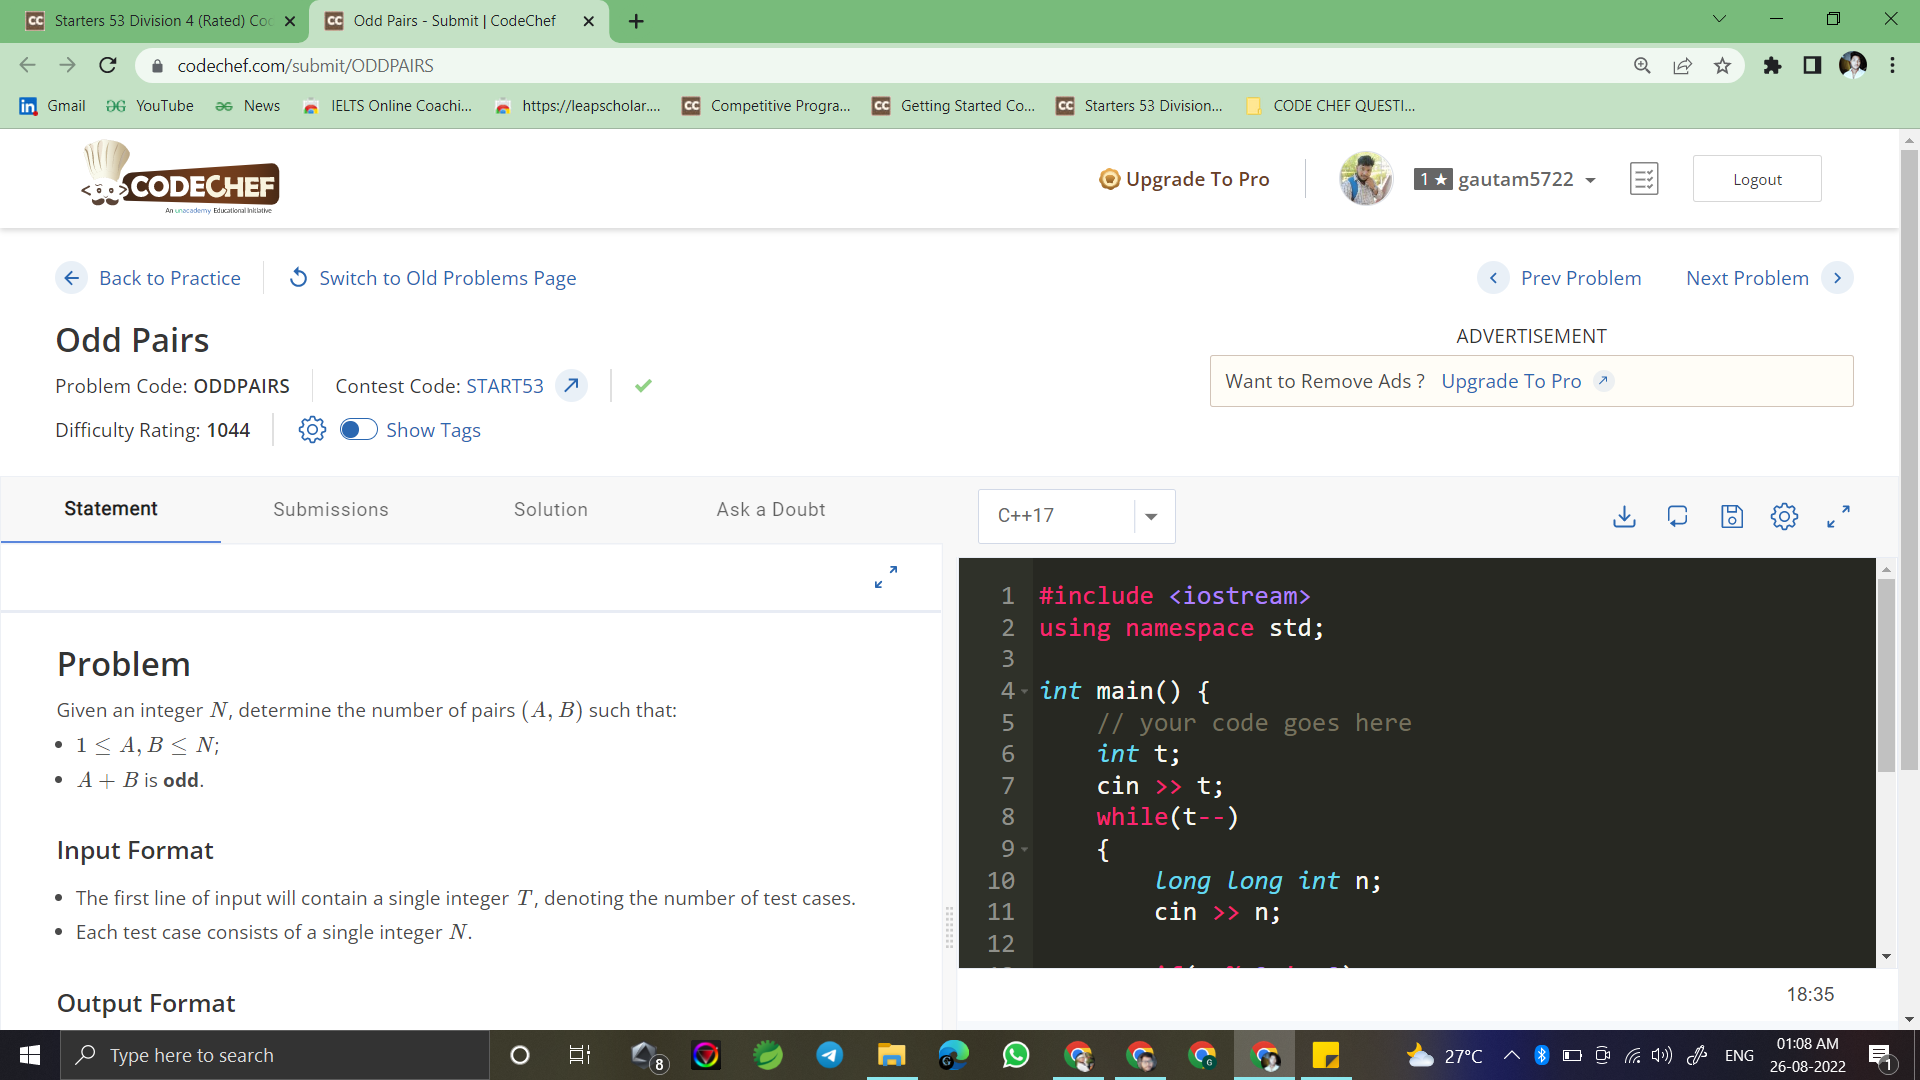 Starters 53 Division 4 (Rated) Co
Odd Pairs - Submit | CodeChef
codechef.com/submit/ODDPAIRS
Gmail
YouTube
News
IELTS Online Coachi...
https://leapscholar....
Competitive Progra...
Getting Started Co...
Starters 53 Division...
CODE CHEF QUESTI...
CODECHEF
An unacademy Educational Initiative
Upgrade To Pro
1★ gautam5722
Logout
Back to Practice
Switch to Old Problems Page
Prev Problem
Next Problem
Odd Pairs
ADVERTISEMENT
Problem Code: ODDPAIRS
Contest Code: START53
Want to Remove Ads ? Upgrade To Pro
Difficulty Rating: 1044
Show Tags
Statement
Submissions
Solution
Ask a Doubt
C++17
Problem
Given an integer N, determine the number of pairs (A, B) such that:
• 1 ≤ A, B ≤ N;
• A + B is odd.
Input Format
• The first line of input will contain a single integer T, denoting the number of test cases.
• Each test case consists of a single integer N.
Output Format
1 #include <iostream>
2 using namespace std;
3
4 int main() {
5 // your code goes here
6 int t;
7 cin >> t;
8 while(t--)
9 {
10 long long int n;
11 cin >> n;
12
18:35
Type here to search
8
27°C
ENG
01:08 AM
26-08-2022
1